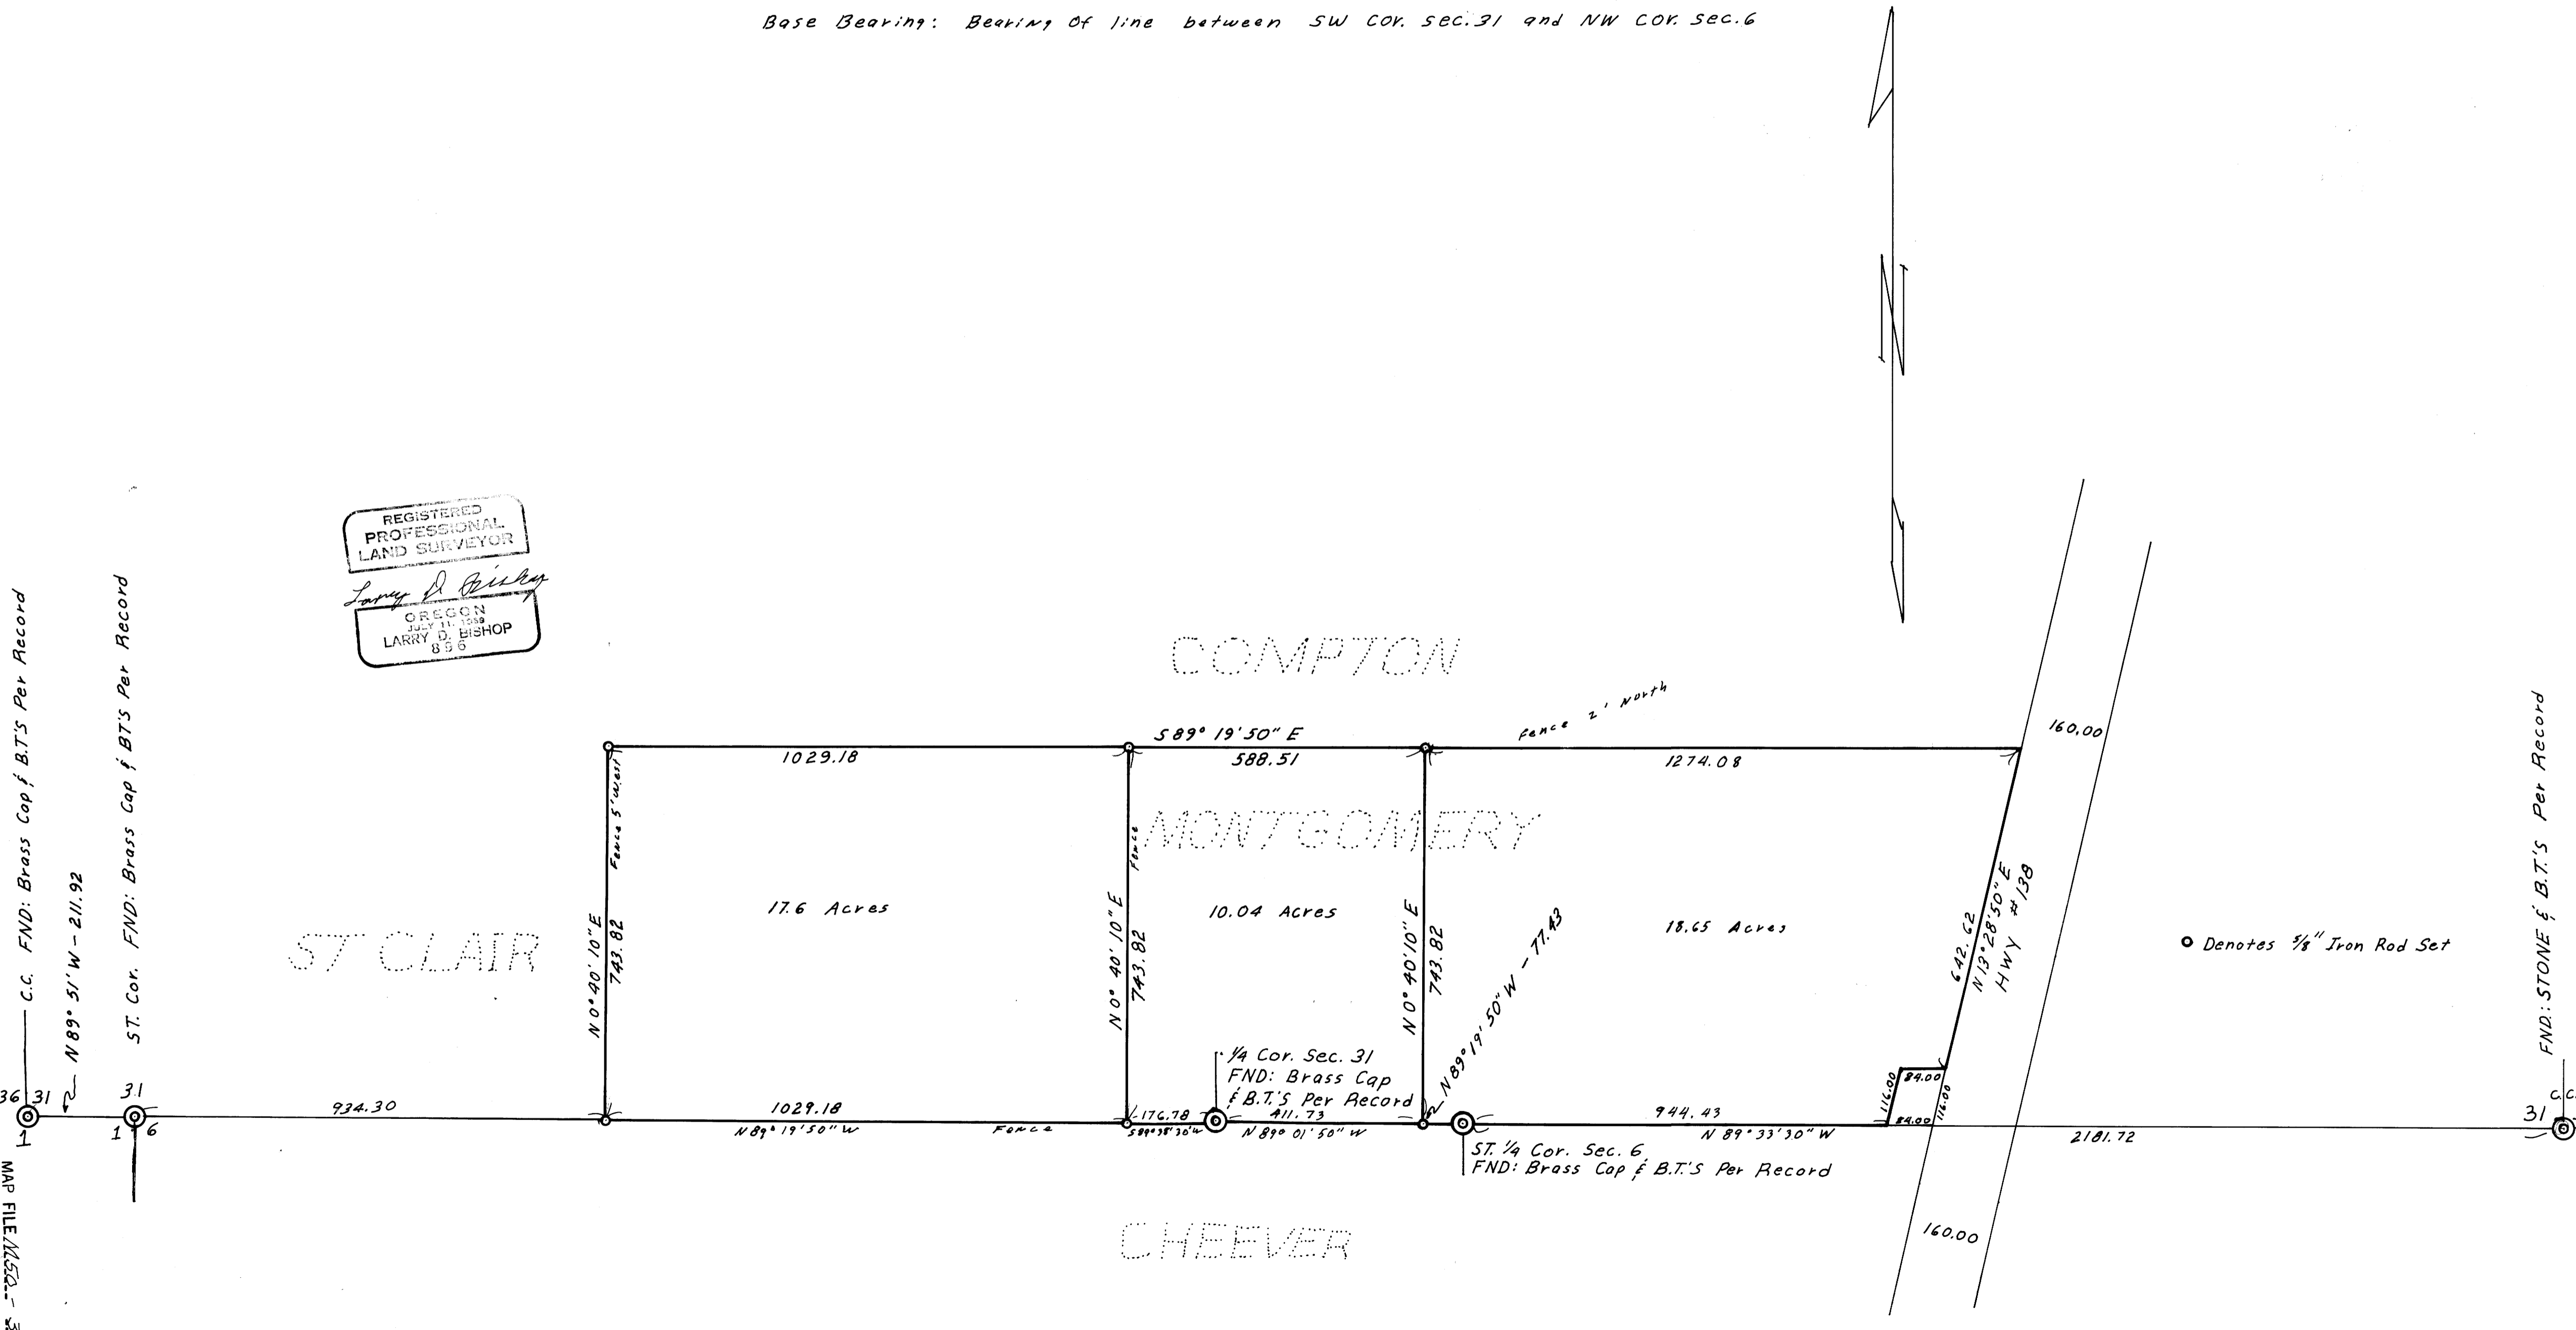 Base Bearing: Bearing Of line between SW Cor. Sec. 31 and NW Cor. Sec. 6
REGISTERED
PROFESSIONAL
LAND SURVEYOR
Larry D Bishop
OREGON
JULY 11, 1969
LARRY D. BISHOP
896
COMPTON
Fence 2' North
160.00
S 89° 19' 50" E
1029.18
588.51
1274.08
MONTGOMERY
ST CLAIR
C.C. FND: Brass Cap & B.T'S Per Record
N 89° 51' W - 211.92
ST. Cor. FND: Brass Cap & BT'S Per Record
Fence 5' West
N 0° 40' 10" E
743.82
17.6 Acres
Fence
N 0° 40' 10" E
743.82
10.04 Acres
N 0° 40' 10" E
743.82
N 89° 19' 50" W - 77.43
18.65 Acres
642.62
N 13° 28' 50" E
HWY # 138
Denotes 5/8" Iron Rod Set
FND.: STONE & B.T.'S Per Record
1/4 Cor. Sec. 31
FND: Brass Cap
& B.T.'S Per Record
36 31
1
31
1 6
934.30
1029.18
N 89° 19' 50" W
Fence
176.78
S 89° 38' 30" W
411.73
N 89° 01' 50" W
944.43
N 89° 33' 30" W
116.00
84.00
116.00
84.00
2181.72
31
C.C.
ST. 1/4 Cor. Sec. 6
FND: Brass Cap & B.T.'S Per Record
CHEEVER
160.00
MAP FILE